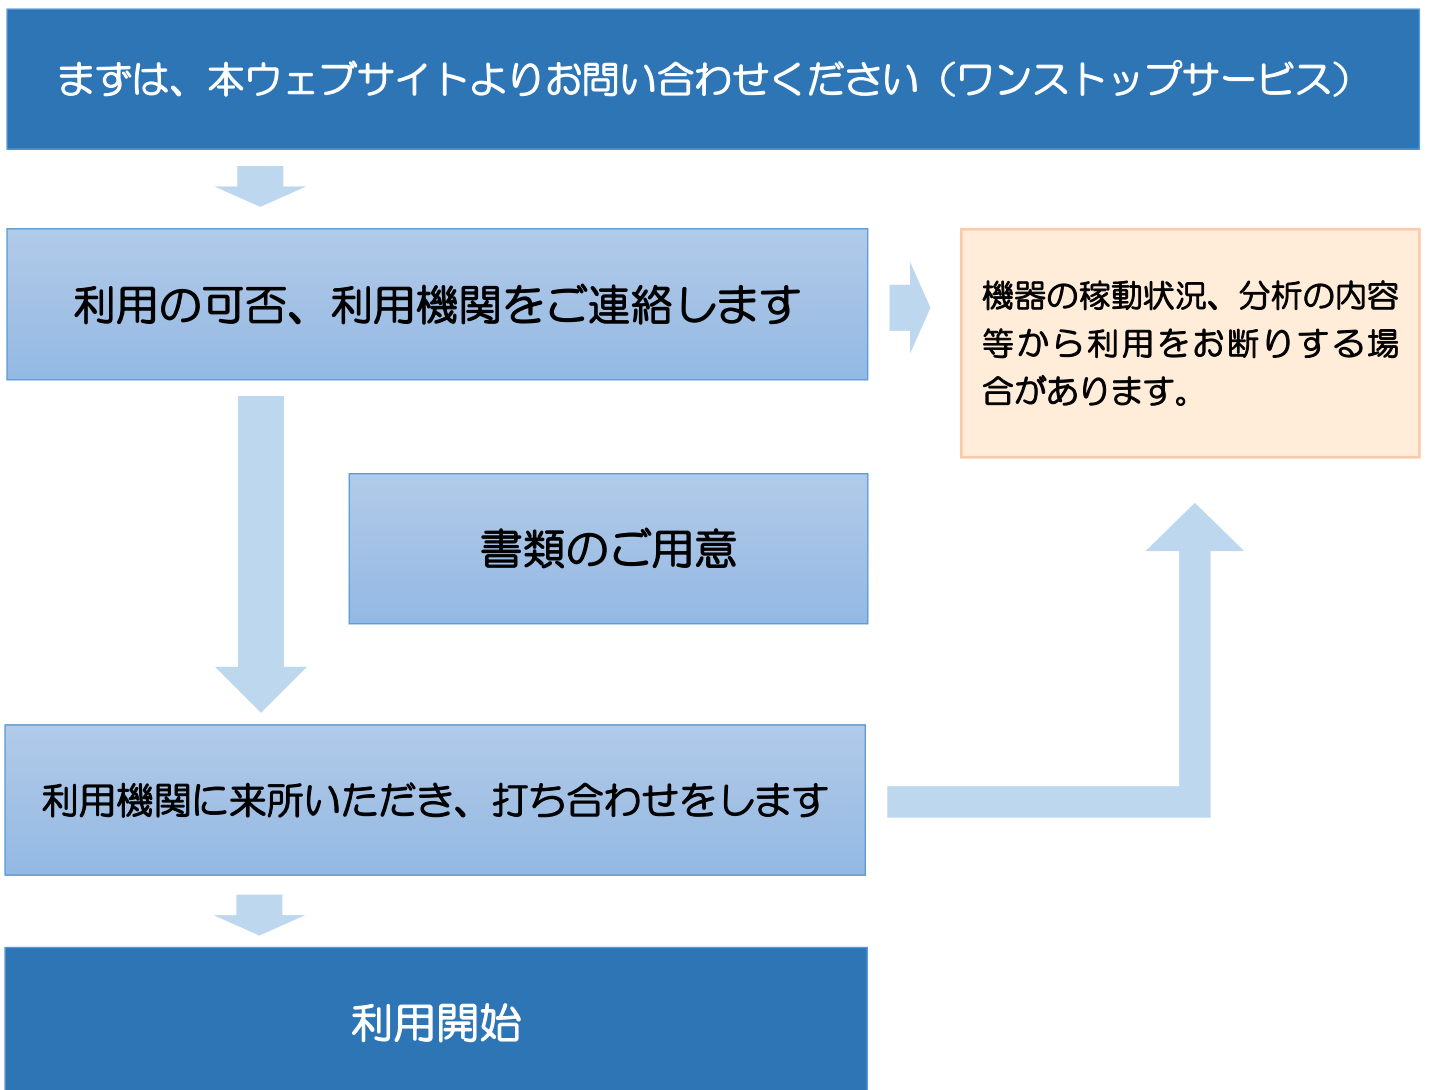 まずは、本ウェブサイトよりお問い合わせください（ワンストップサービス）
利用の可否、利用機関をご連絡します
機器の稼動状況、分析の内容
等から利用をお断りする場
合があります。
書類のご用意
利用機関に来所いただき、打ち合わせをします
利用開始